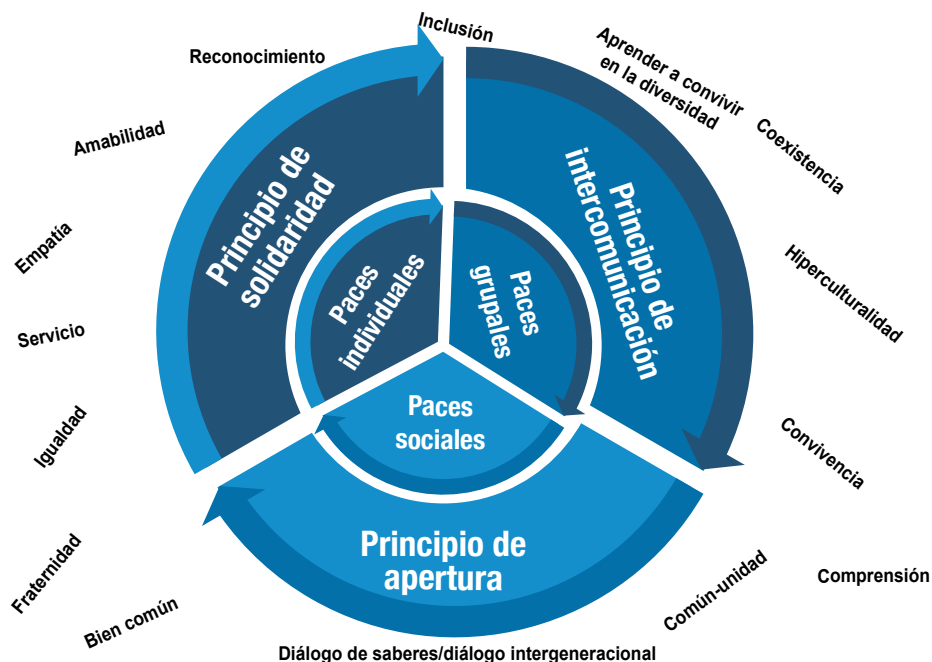 Inclusión
Reconocimiento
Aprender a convivir
en la diversidad
Amabilidad
Coexistencia
Principio de
solidaridad
Principio de
intercomunicación
Empatía
Paces
individuales
Paces
grupales
Hiperculturalidad
Servicio
Igualdad
Paces
sociales
Convivencia
Principio de
apertura
Fraternidad
Bien común
Común-unidad
Comprensión
Diálogo de saberes/diálogo intergeneracional